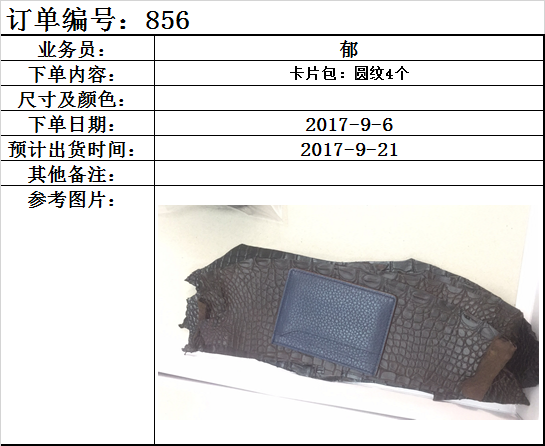 订单编号：856
业务员： 郁
下单内容： 卡片包：圆纹4个
尺寸及颜色：
下单日期： 2017-9-6
预计出货时间： 2017-9-21
其他备注：
参考图片：